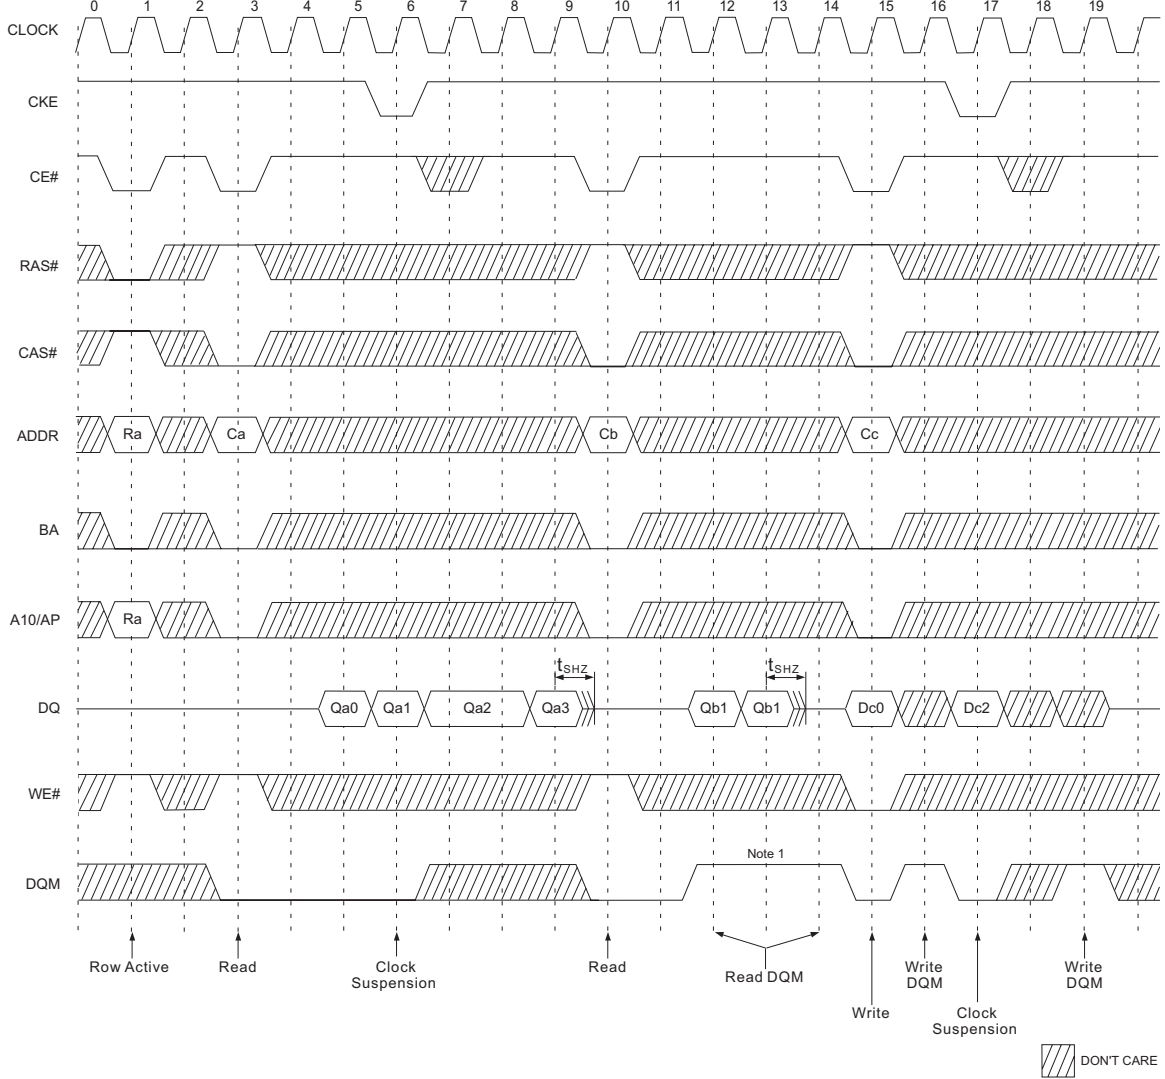 0 1 2 3 4 5 6 7 8 9 10 11 12 13 14 15 16 17 18 19
CLOCK
CKE
CE#
RAS#
CAS#
ADDR Ra Ca Cb Cc
BA
A10/AP Ra
tSHZ tSHZ
DQ Qa0 Qa1 Qa2 Qa3 Qb1 Qb1 Dc0 Dc2
WE#
Note 1
DQM
Row Active Read Clock Read Read DQM Write Write
Suspension DQM DQM
Write Clock
Suspension
DON'T CARE